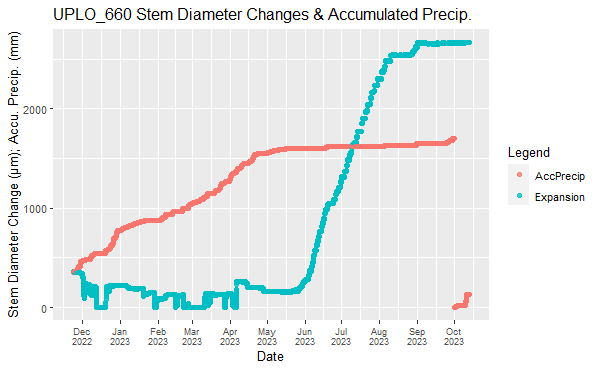 UPLO_660 Stem Diameter Changes & Accumulated Precip.
Stem Diameter Change (µm); Accu. Precip. (mm)
2000
1000
0
Dec 2022
Jan 2023
Feb 2023
Mar 2023
Apr 2023
May 2023
Jun 2023
Jul 2023
Aug 2023
Sep 2023
Oct 2023
Date
Legend
AccPrecip
Expansion